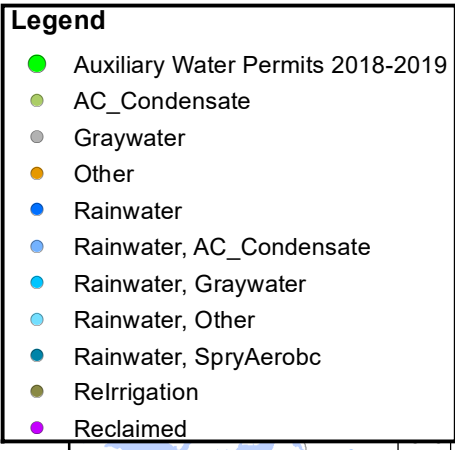 Legend
Auxiliary Water Permits 2018-2019
AC_Condensate
Graywater
Other
Rainwater
Rainwater, AC_Condensate
Rainwater, Graywater
Rainwater, Other
Rainwater, SpryAerobc
ReIrrigation
Reclaimed